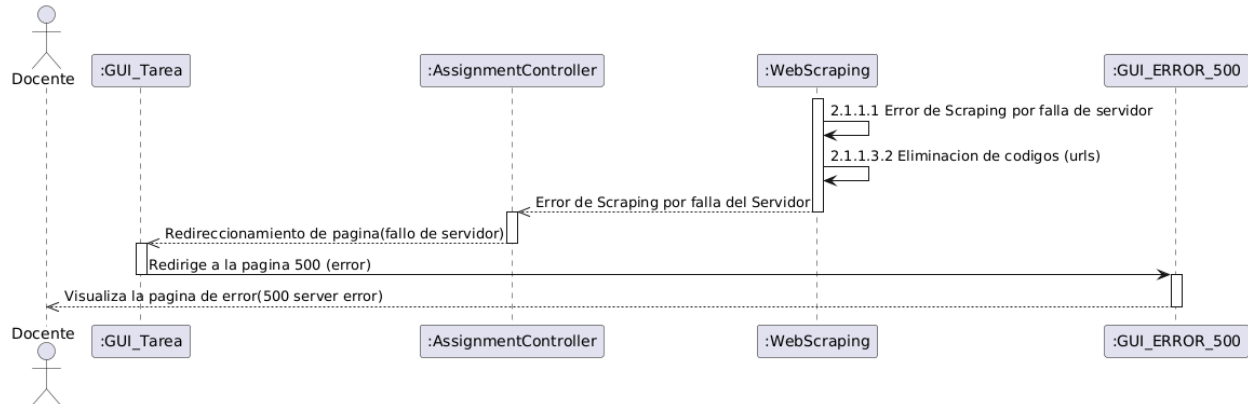 Docente
:GUI_Tarea
:AssignmentController
:WebScraping
:GUI_ERROR_500
2.1.1.1 Error de Scraping por falla de servidor
2.1.1.3.2 Eliminacion de codigos (urls)
Error de Scraping por falla del Servidor
Redireccionamiento de pagina(fallo de servidor)
Redirige a la pagina 500 (error)
Visualiza la pagina de error(500 server error)
Docente
:GUI_Tarea
:AssignmentController
:WebScraping
:GUI_ERROR_500